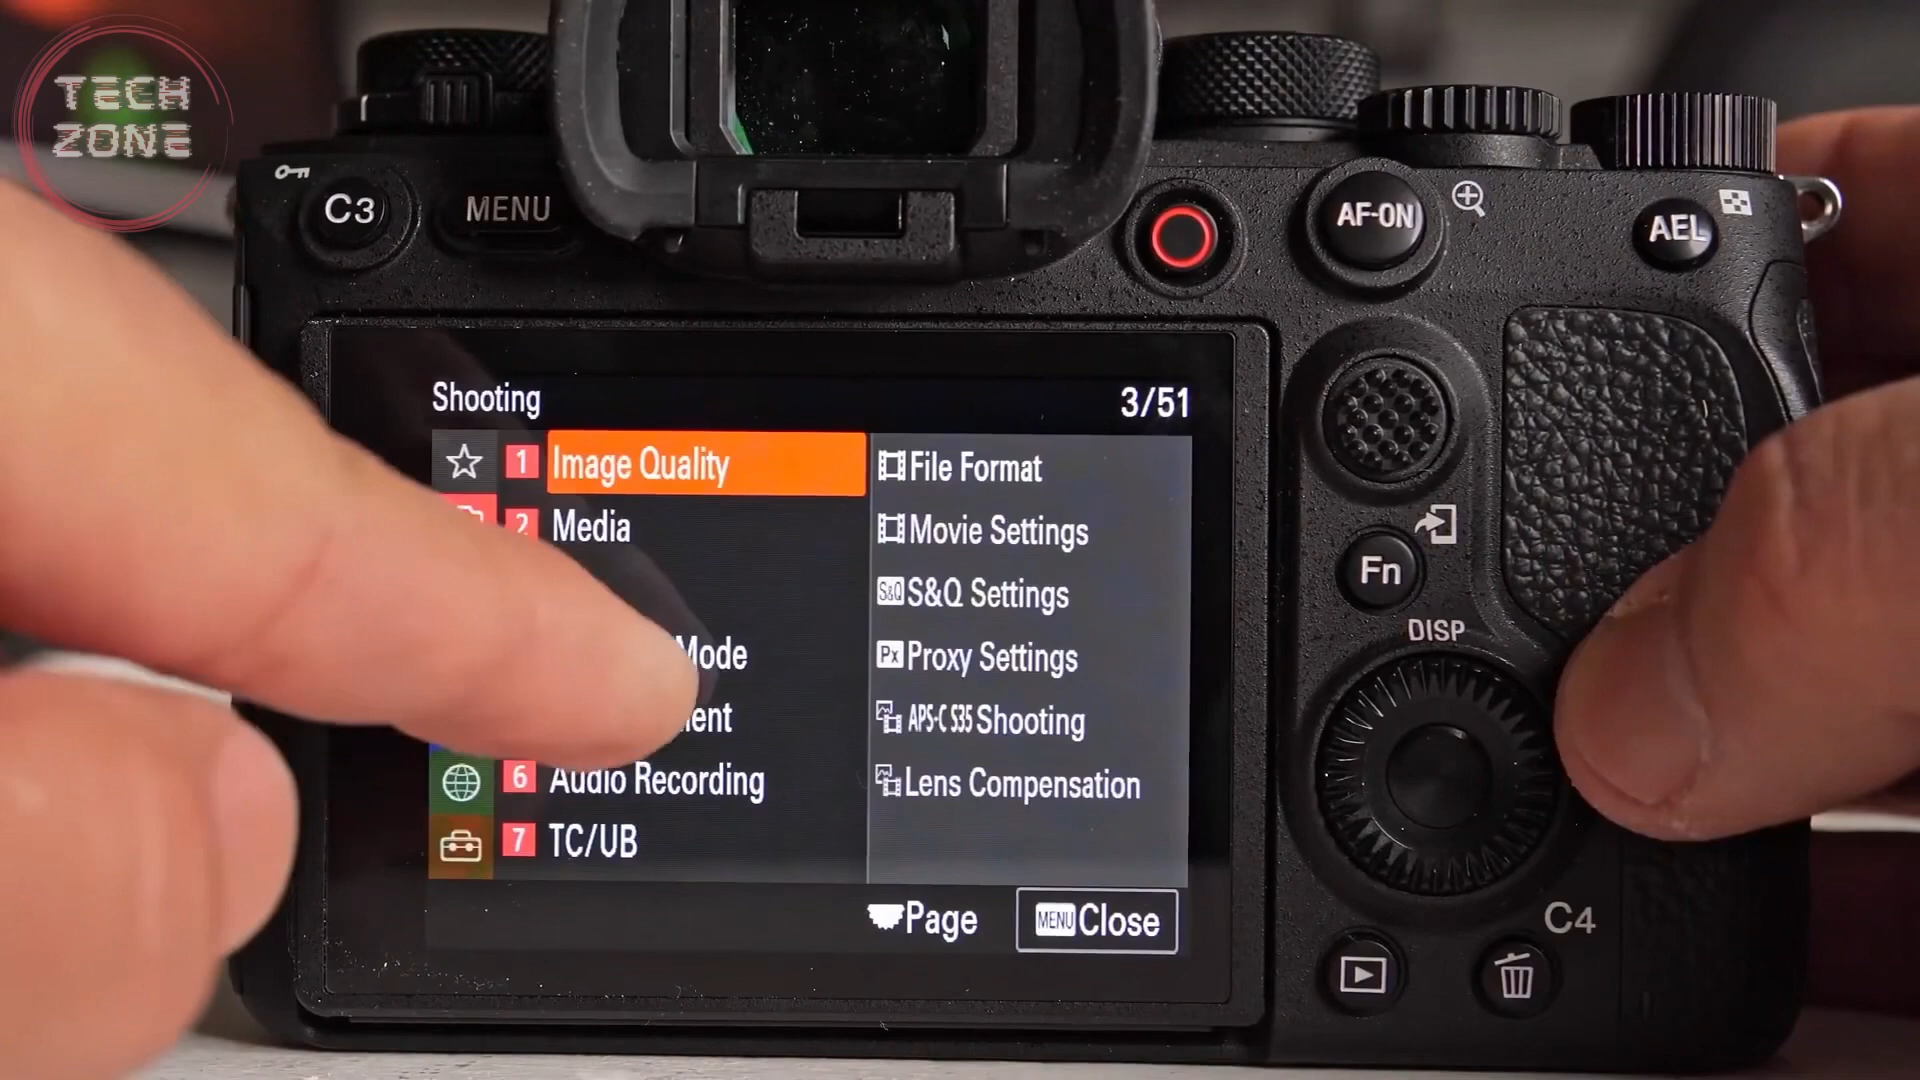 TECH
ZONE
C3
MENU
AF-ON
AEL
Shooting
3/51
1 Image Quality
2 Media
Mode
6 Audio Recording
7 TC/UB
File Format
Movie Settings
S&Q S&Q Settings
Px Proxy Settings
APS-C S35 Shooting
Lens Compensation
Page
MENU Close
Fn
DISP
C4